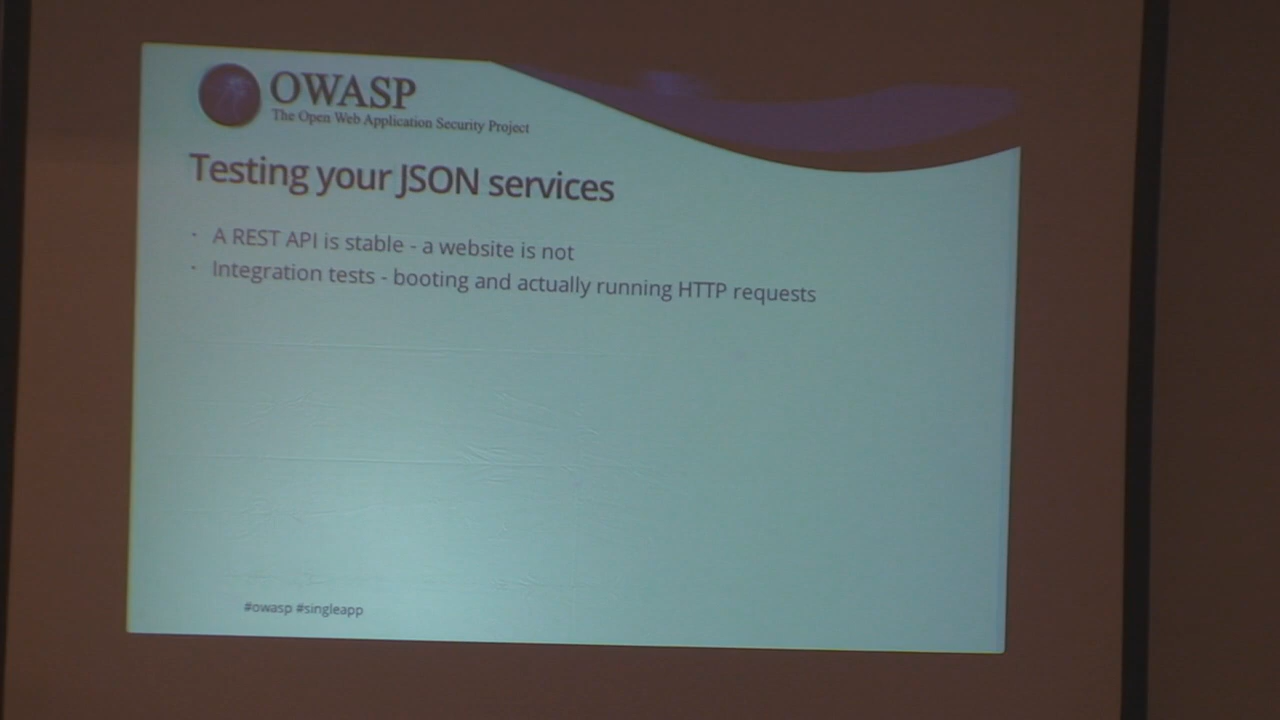 OWASP
The Open Web Application Security Project
Testing your JSON services
· A REST API is stable - a website is not
· Integration tests - booting and actually running HTTP requests
#owasp #singleapp